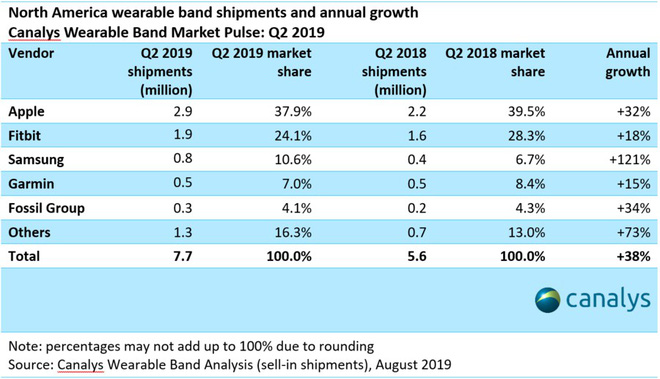 North America wearable band shipments and annual growth
Canalys Wearable Band Market Pulse: Q2 2019
Vendor Q2 2019 shipments (million) Q2 2019 market share Q2 2018 shipments (million) Q2 2018 market share Annual growth
Apple 2.9 37.9% 2.2 39.5% +32%
Fitbit 1.9 24.1% 1.6 28.3% +18%
Samsung 0.8 10.6% 0.4 6.7% +121%
Garmin 0.5 7.0% 0.5 8.4% +15%
Fossil Group 0.3 4.1% 0.2 4.3% +34%
Others 1.3 16.3% 0.7 13.0% +73%
Total 7.7 100.0% 5.6 100.0% +38%
canalys
Note: percentages may not add up to 100% due to rounding
Source: Canalys Wearable Band Analysis (sell-in shipments), August 2019